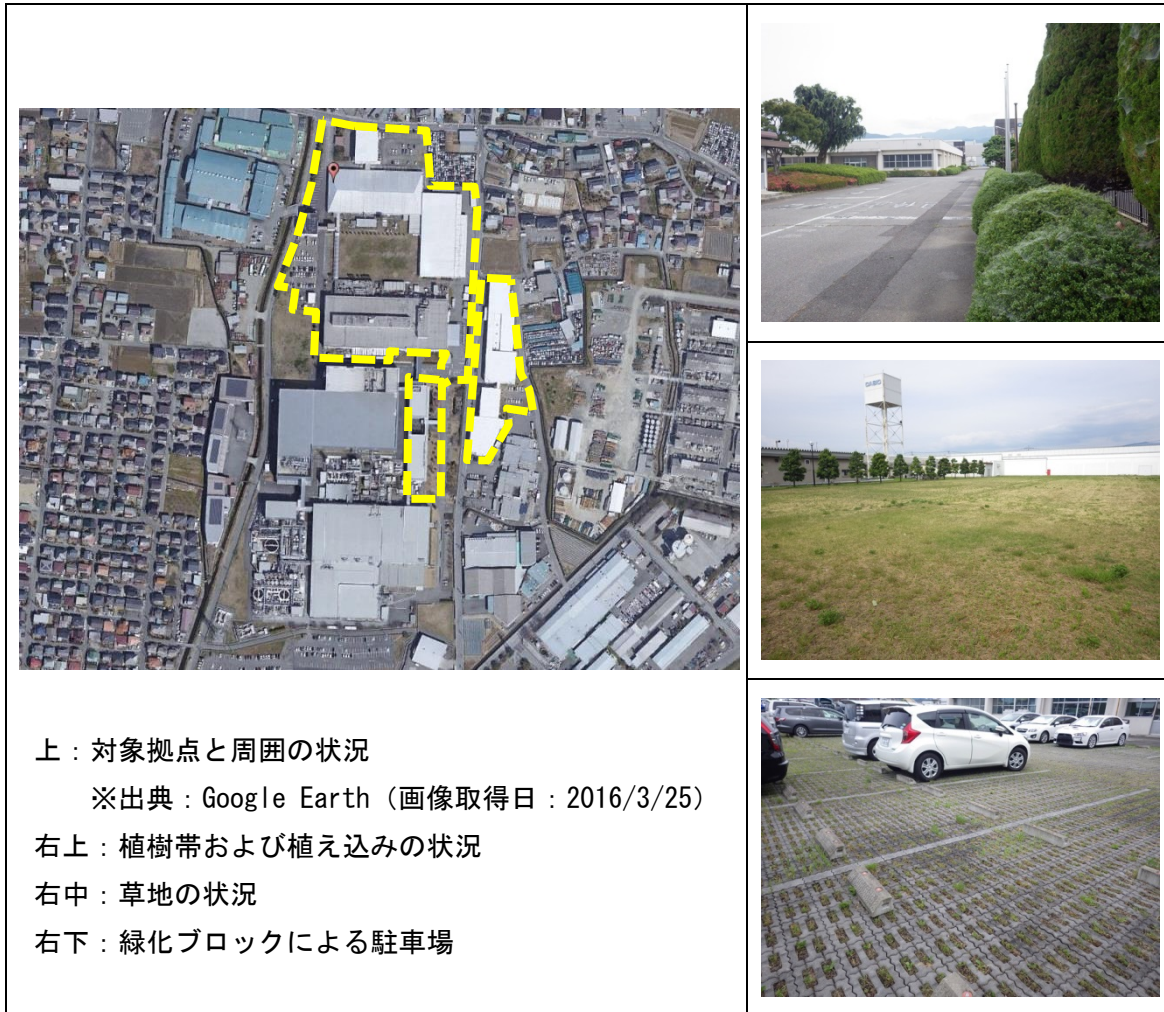 CASIO
上：対象拠点と周囲の状況
※出典：Google Earth（画像取得日：2016/3/25）
右上：植樹帯および植え込みの状況
右中：草地の状況
右下：緑化ブロックによる駐車場